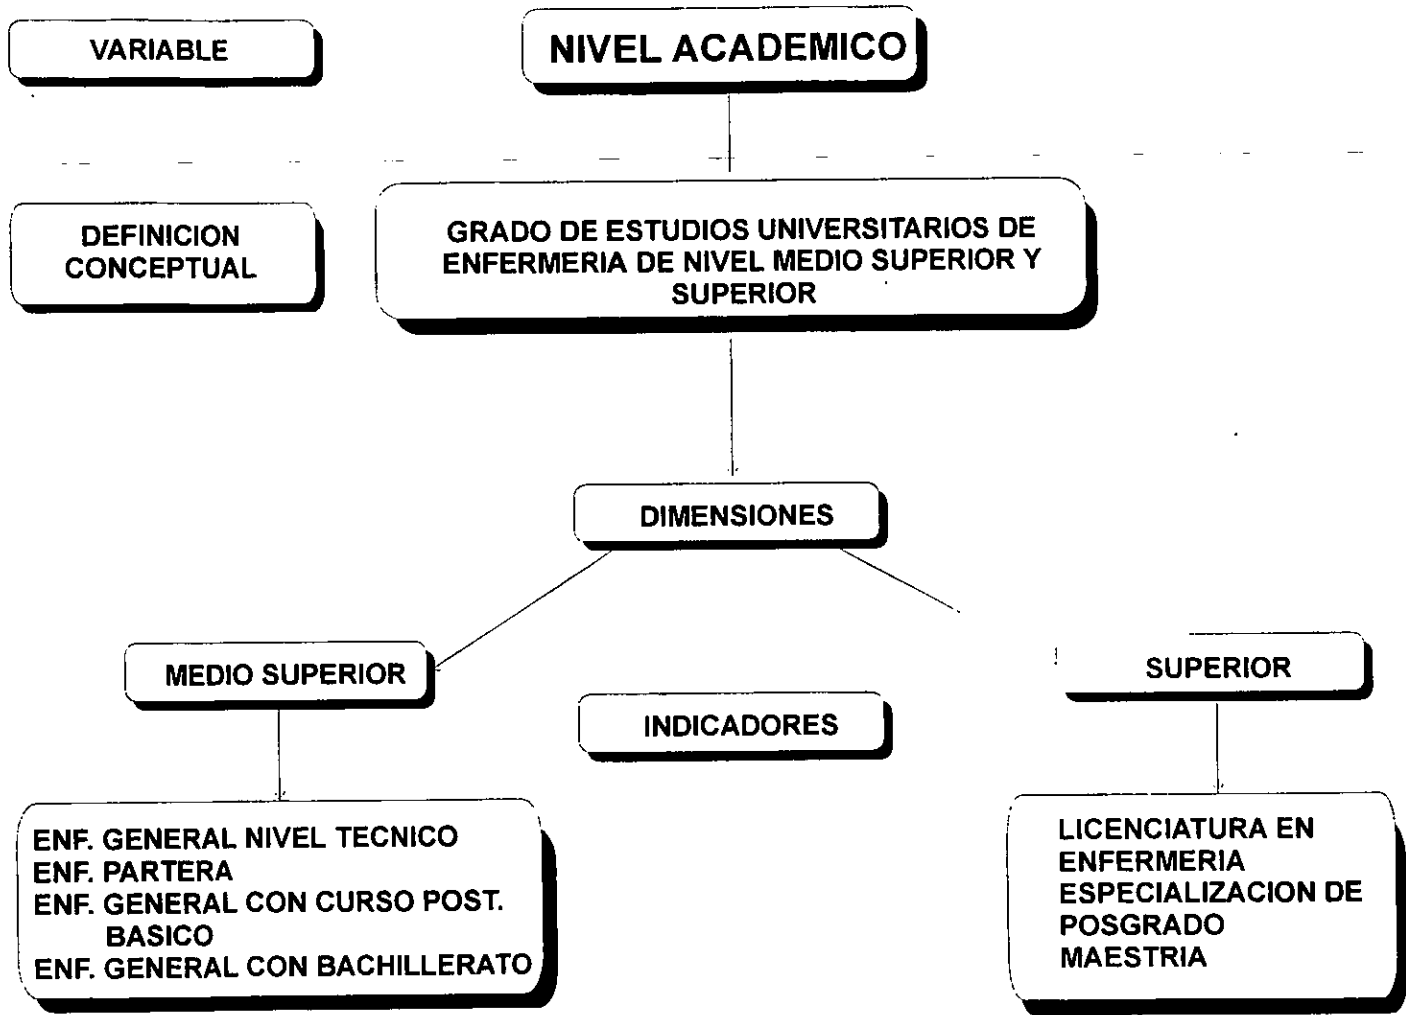 VARIABLE
NIVEL ACADEMICO
DEFINICION
CONCEPTUAL
GRADO DE ESTUDIOS UNIVERSITARIOS DE
ENFERMERIA DE NIVEL MEDIO SUPERIOR Y
SUPERIOR
DIMENSIONES
MEDIO SUPERIOR
SUPERIOR
INDICADORES
ENF. GENERAL NIVEL TECNICO
ENF. PARTERA
ENF. GENERAL CON CURSO POST.
BASICO
ENF. GENERAL CON BACHILLERATO
LICENCIATURA EN
ENFERMERIA
ESPECIALIZACION DE
POSGRADO
MAESTRIA